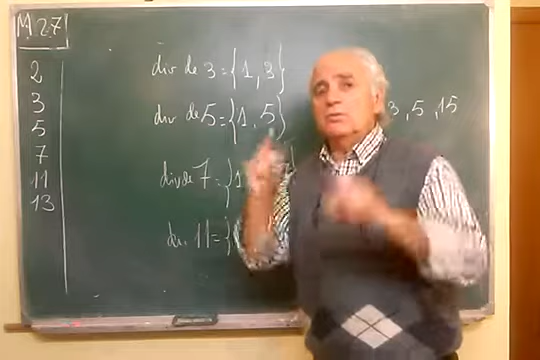 M27
2
3
5
7
11
13
div de 3 = {1, 3}
div de 5 = {1, 5}
3, 5, 15
div de 7 = {1
11 = {